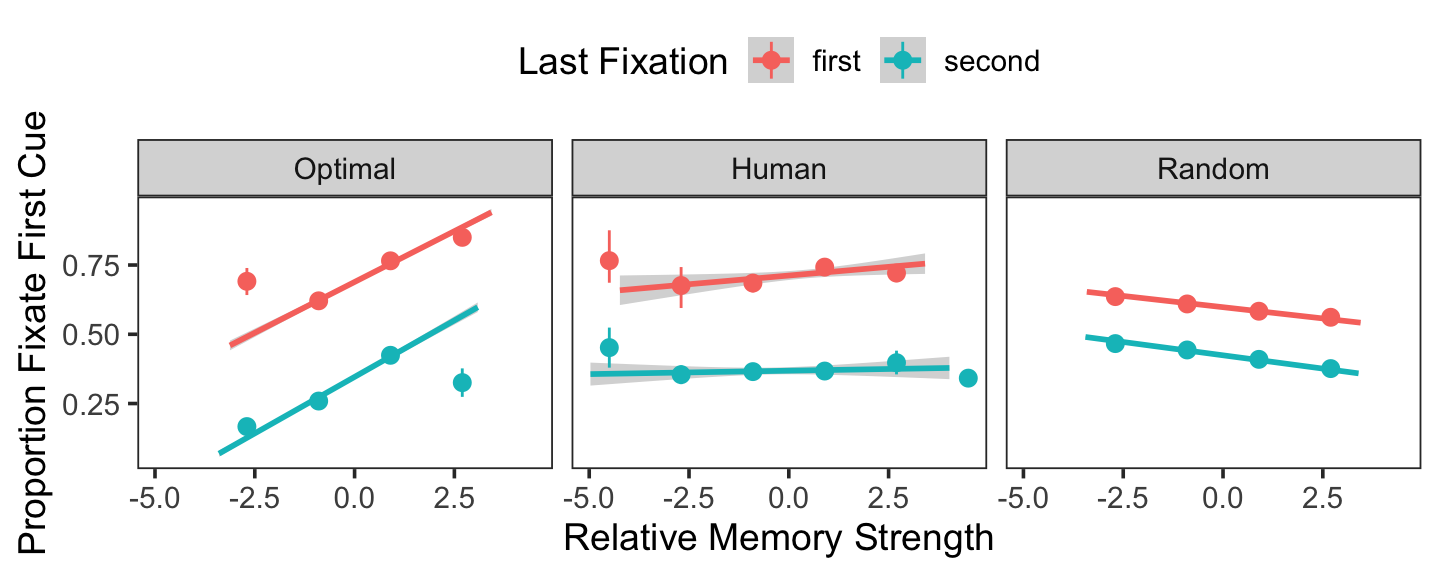 Last Fixation first second
Proportion Fixate First Cue
Optimal Human Random
0.75
0.50
0.25
-5.0 -2.5 0.0 2.5 -5.0 -2.5 0.0 2.5 -5.0 -2.5 0.0 2.5
Relative Memory Strength